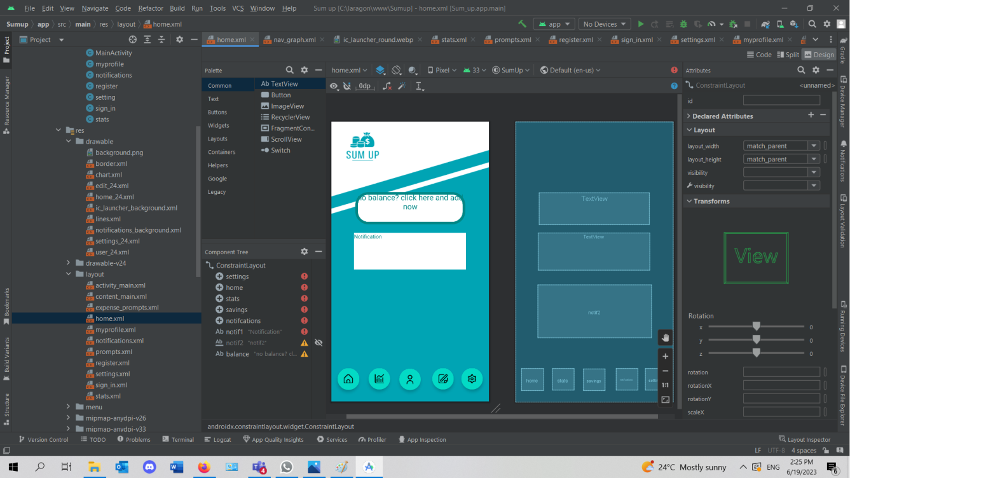 File Edit View Navigate Code Refactor Build Run Tools VCS Window Help Sum up [C:\laragon\www\Sumup] - home.xml [Sum_up.app.main]
Sumup app src main res layout home.xml app No Devices
Project home.xml nav_graph.xml ic_launcher_round.webp stats.xml prompts.xml register.xml sign_in.xml settings.xml myprofile.xml
Code Split Design
Project
Resource Manager
Bookmarks
Build Variants
Structure
MainActivity
myprofile
notifications
register
setting
sign_in
stats
res
drawable
background.png
border.xml
chart.xml
edit_24.xml
home_24.xml
ic_launcher_background.xml
lines.xml
notifications_background.xml
settings_24.xml
user_24.xml
drawable-v24
layout
activity_main.xml
content_main.xml
expense_prompts.xml
home.xml
myprofile.xml
notifications.xml
prompts.xml
register.xml
settings.xml
sign_in.xml
stats.xml
menu
mipmap-anydpi-v26
mipmap-anydpi-v33
Palette
Common
Text
Buttons
Widgets
Layouts
Containers
Helpers
Google
Legacy
Ab TextView
Button
ImageView
RecyclerView
FragmentCon...
ScrollView
Switch
Component Tree
ConstraintLayout
settings
home
stats
savings
notifcations
Ab notif1 "Notification"
Ab notif2 "notif2"
Ab balance "no balance? cl...
home.xml Pixel 33 SumUp Default (en-us)
0dp
SUM UP
no balance? click here and add
now
Notification
TextView
TextView
notif2
home stats savings
1:1
androidx.constraintlayout.widget.ConstraintLayout
Attributes
ConstraintLayout <unnamed>
id
Declared Attributes
Layout
layout_width match_parent
layout_height match_parent
visibility
visibility
Transforms
View
Rotation
x 0
y 0
z 0
rotation
rotationX
rotationY
scaleX
Gradle
Device Manager
Notifications
Layout Validation
Running Devices
Device File Explorer
Version Control TODO Problems Terminal Logcat App Quality Insights Services Profiler App Inspection Layout Inspector
LF UTF-8 4 spaces
24°C Mostly sunny ENG
2:25 PM
6/19/2023
4
6